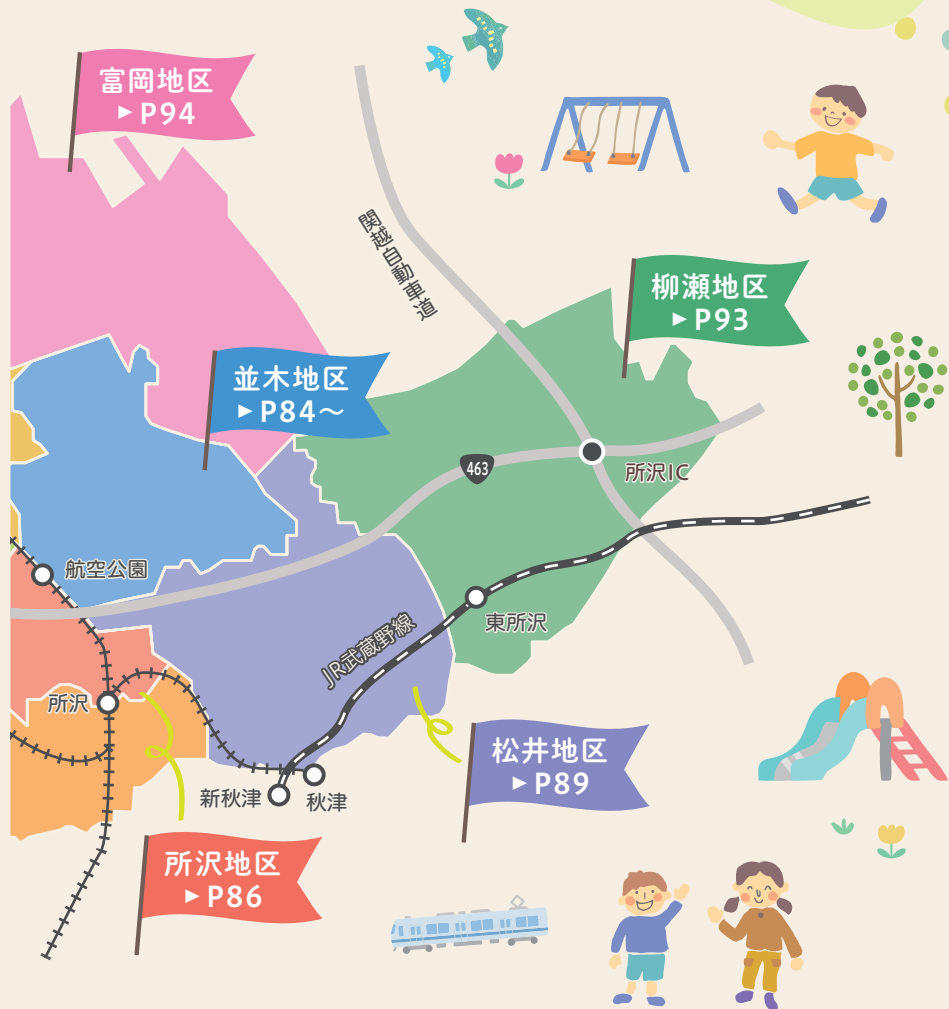 富岡地区
▶P94
関越自動車道
柳瀬地区
▶P93
並木地区
▶P84～
463
所沢IC
航空公園
東所沢
JR武蔵野線
所沢
松井地区
▶P89
新秋津
秋津
所沢地区
▶P86